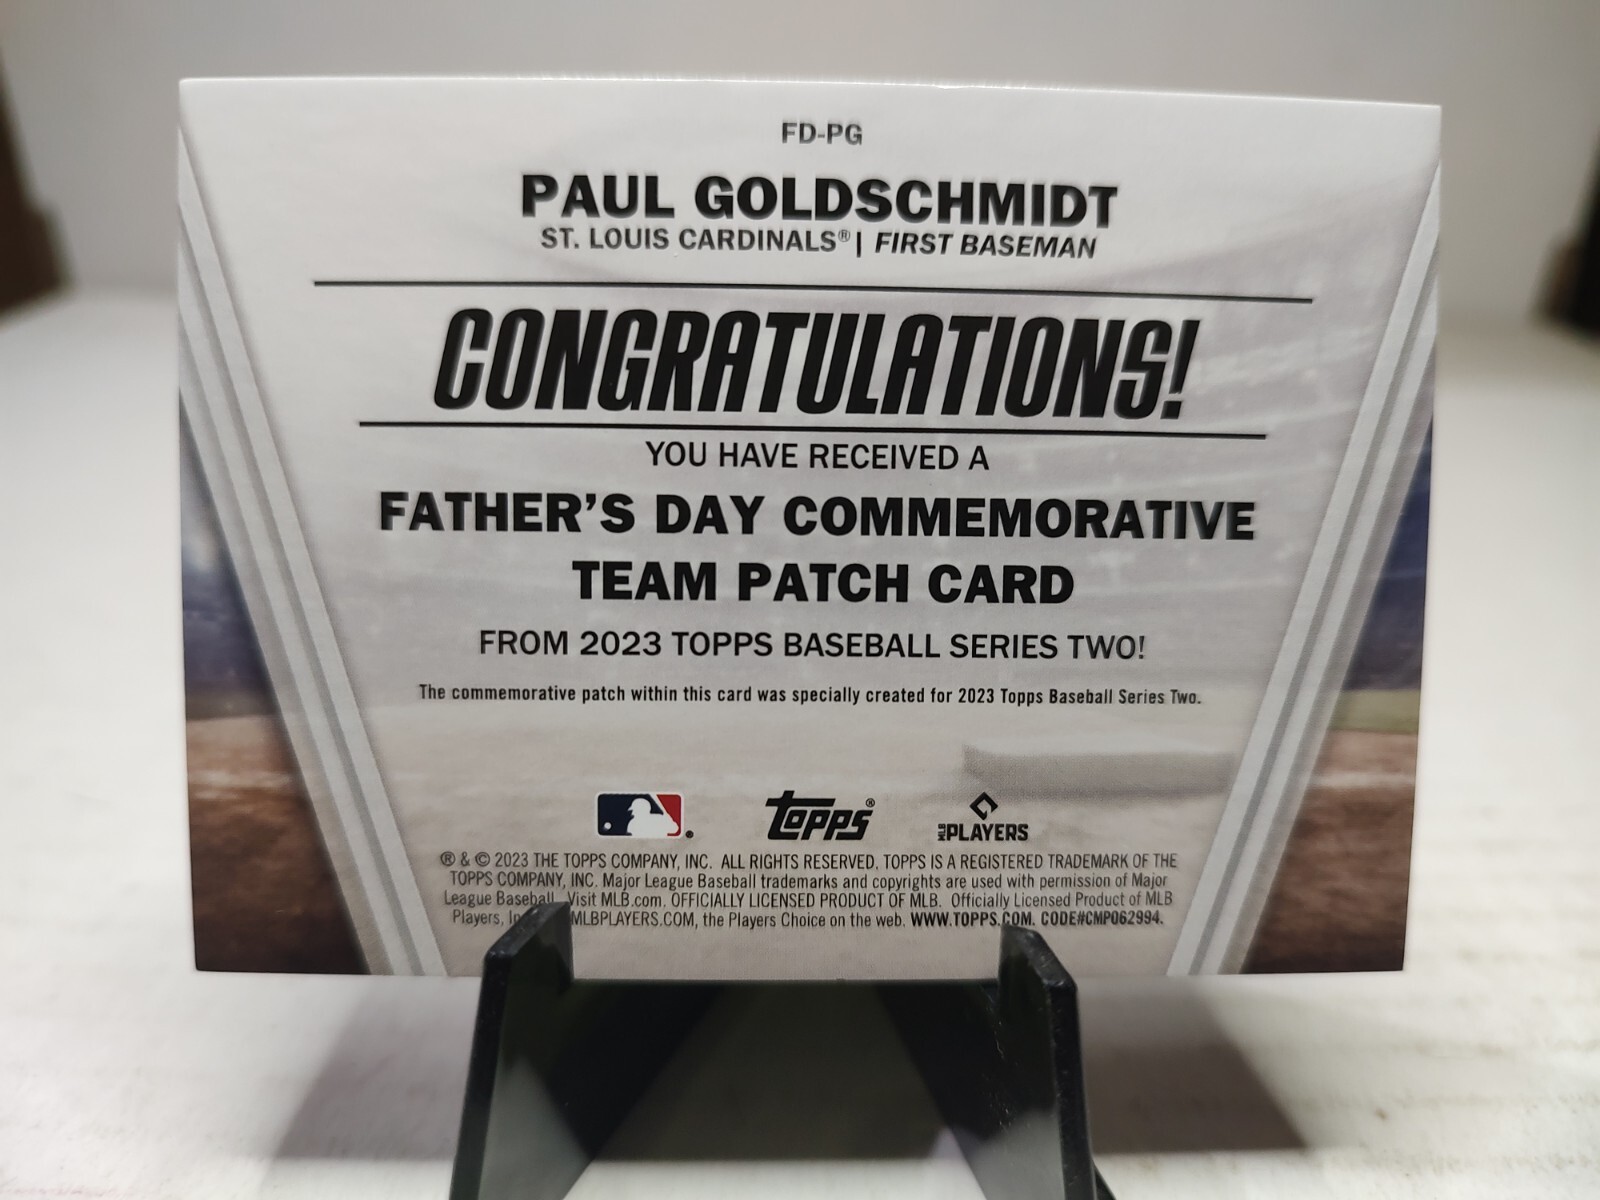 FD-PG
PAUL GOLDSCHMIDT
ST. LOUIS CARDINALS® | FIRST BASEMAN
CONGRATULATIONS!
YOU HAVE RECEIVED A
FATHER'S DAY COMMEMORATIVE
TEAM PATCH CARD
FROM 2023 TOPPS BASEBALL SERIES TWO!
The commemorative patch within this card was specially created for 2023 Topps Baseball Series Two.
® Topps® MLB PLAYERS
® & © 2023 THE TOPPS COMPANY, INC. ALL RIGHTS RESERVED. TOPPS IS A REGISTERED TRADEMARK OF THE
TOPPS COMPANY, INC. Major League Baseball trademarks and copyrights are used with permission of Major
League Baseball. Visit MLB.com. OFFICIALLY LICENSED PRODUCT OF MLB. Officially Licensed Product of MLB
Players, MLBPLAYERS.COM, the Players Choice on the web. WWW.TOPPS.COM. CODE#CMP062994.